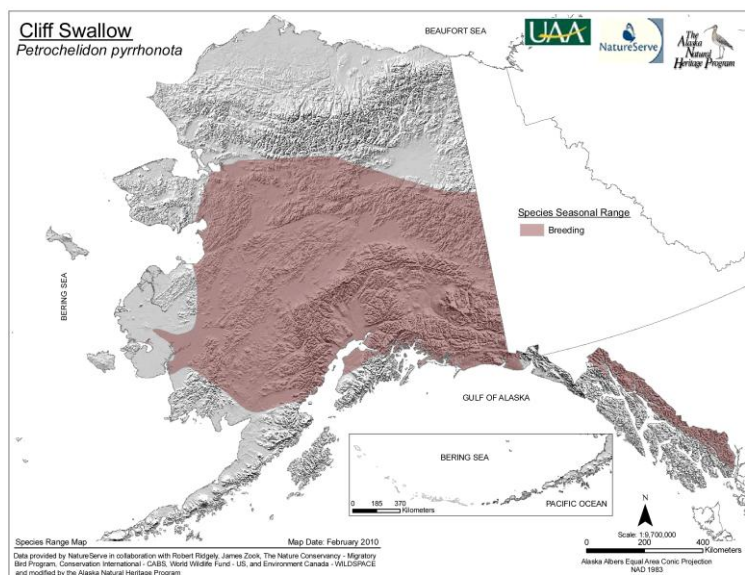 Cliff Swallow
Petrochelidon pyrrhonota
BEAUFORT SEA
UAA
NatureServe
The
Alaska
Natural
Heritage Program
Species Seasonal Range
Breeding
BERING SEA
GULF OF ALASKA
BERING SEA
PACIFIC OCEAN
0 185 370
Kilometers
N
Scale: 1:9,700,000
0 200 400
Kilometers
Alaska Albers Equal Area Conic Projection
NAD 1983
Species Range Map
Map Date: February 2010
Data provided by NatureServe in collaboration with Robert Ridgely, James Zook, The Nature Conservancy - Migratory
Bird Program, Conservation International - CABS, World Wildlife Fund - US, and Environment Canada - WILDSPACE
and modified by the Alaska Natural Heritage Program